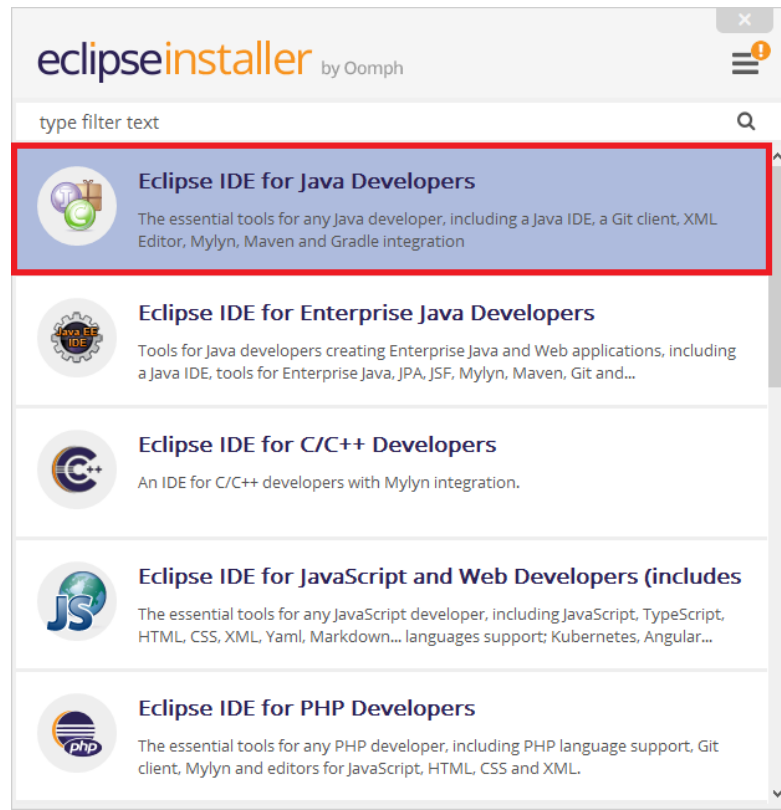 eclipseinstaller by Oomph
type filter text
Eclipse IDE for Java Developers
The essential tools for any Java developer, including a Java IDE, a Git client, XML
Editor, Mylyn, Maven and Gradle integration
Java EE
IDE
Eclipse IDE for Enterprise Java Developers
Tools for Java developers creating Enterprise Java and Web applications, including
a Java IDE, tools for Enterprise Java, JPA, JSF, Mylyn, Maven, Git and...
C++
Eclipse IDE for C/C++ Developers
An IDE for C/C++ developers with Mylyn integration.
JS
Eclipse IDE for JavaScript and Web Developers (includes
The essential tools for any JavaScript developer, including JavaScript, TypeScript,
HTML, CSS, XML, Yaml, Markdown... languages support; Kubernetes, Angular...
php
Eclipse IDE for PHP Developers
The essential tools for any PHP developer, including PHP language support, Git
client, Mylyn and editors for JavaScript, HTML, CSS and XML.